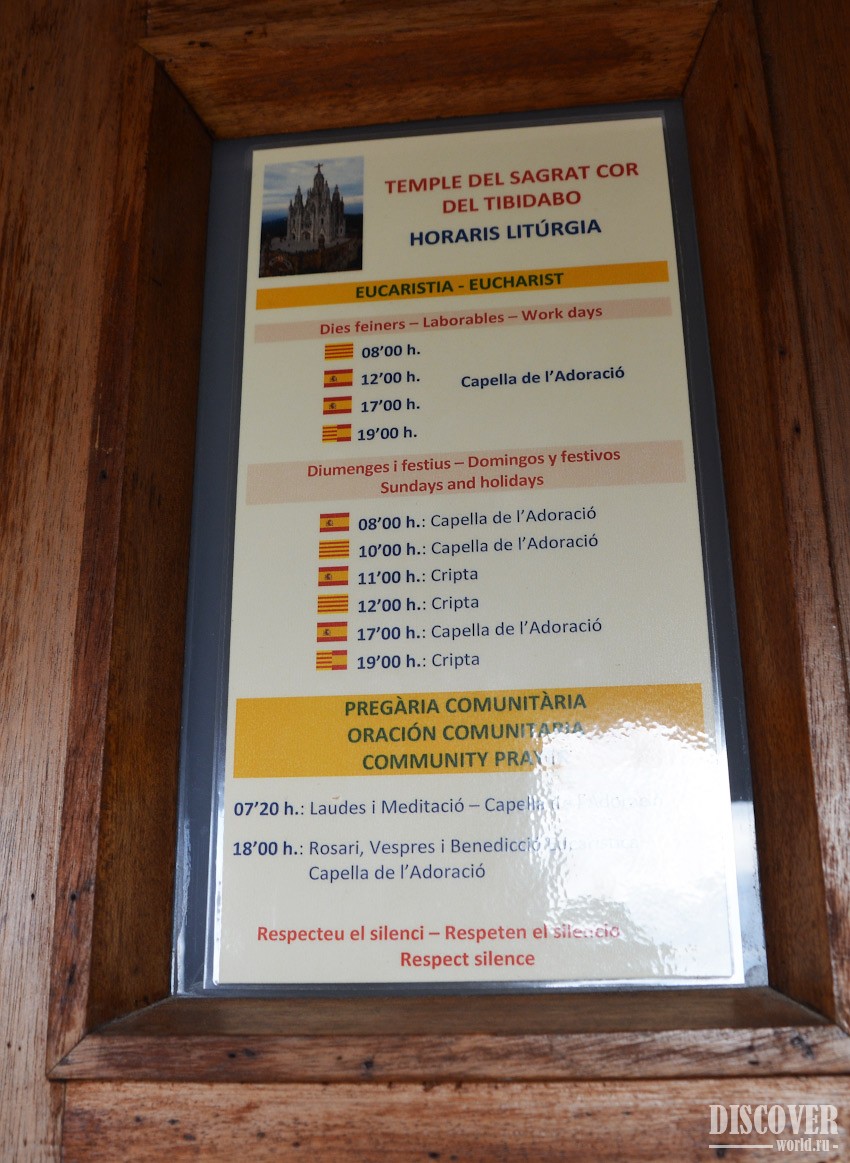 TEMPLE DEL SAGRAT COR
DEL TIBIDABO
HORARIS LITÚRGIA
EUCARISTIA - EUCHARIST
Dies feiners – Laborables – Work days
08'00 h.
12'00 h.
Capella de l'Adoració
17'00 h.
19'00 h.
Diumenges i festius – Domingos y festivos
Sundays and holidays
08'00 h.: Capella de l'Adoració
10'00 h.: Capella de l'Adoració
11'00 h.: Cripta
12'00 h.: Cripta
17'00 h.: Capella de l'Adoració
19'00 h.: Cripta
PREGÀRIA COMUNITÀRIA
ORACIÓN COMUNITARIA
COMMUNITY
07'20 h.: Laudes i Meditació – Capella
18'00 h.: Rosari, Vespres i Benedicció
Capella de l'Adoració
Respecteu el silenci – Respeten el silencio
Respect silence
DISCOVER
world.ru